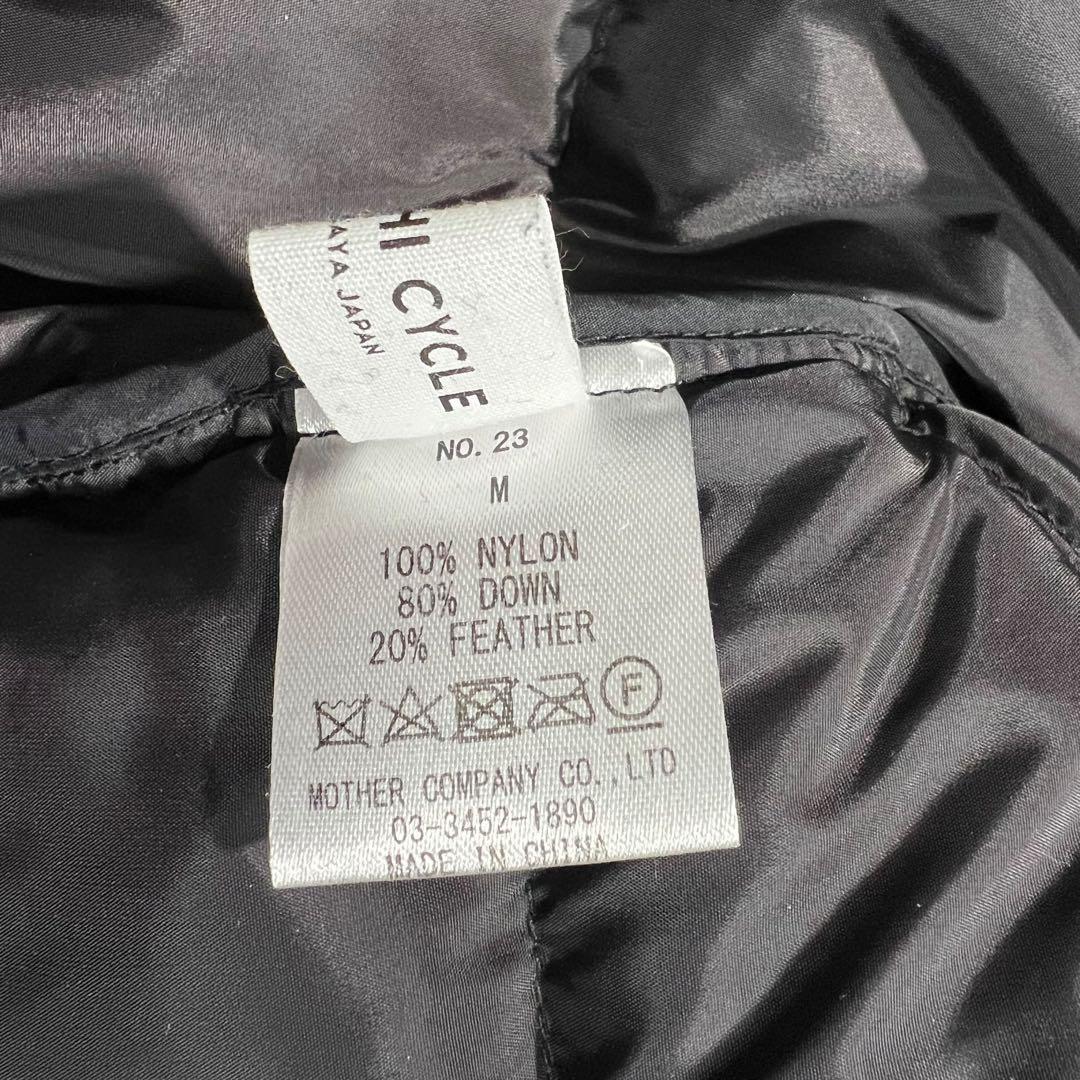 HI CYCLE
AYA JAPAN
NO. 23
M
100% NYLON
80% DOWN
20% FEATHER
F
MOTHER COMPANY CO.,LTD
03-3452-1890
MADE IN CHINA